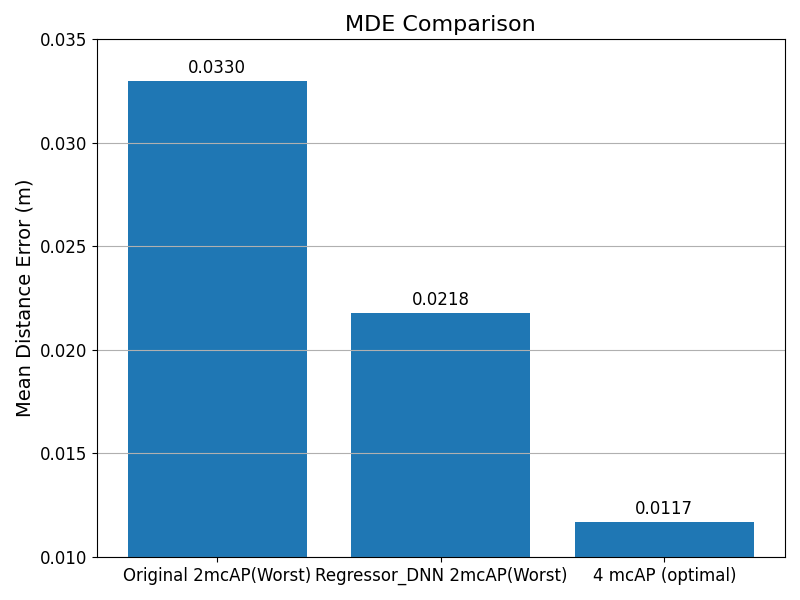 MDE Comparison
Mean Distance Error (m)
0.035
0.030
0.025
0.020
0.015
0.010
0.0330
0.0218
0.0117
Original 2mcAP(Worst)
Regressor_DNN 2mcAP(Worst)
4 mcAP (optimal)